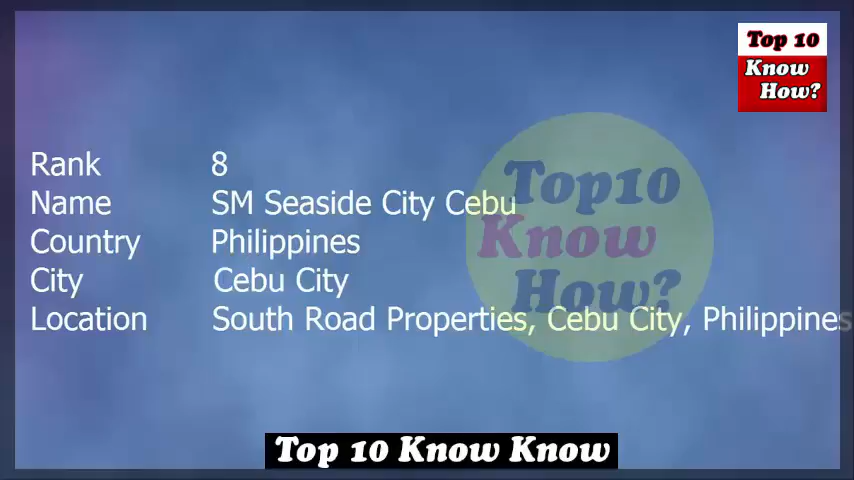 Top 10
Know
How?
Rank 8
Name SM Seaside City Cebu
Country Philippines
City Cebu City
Location South Road Properties, Cebu City, Philippines
Top10
Know
How?
Top 10 Know Know